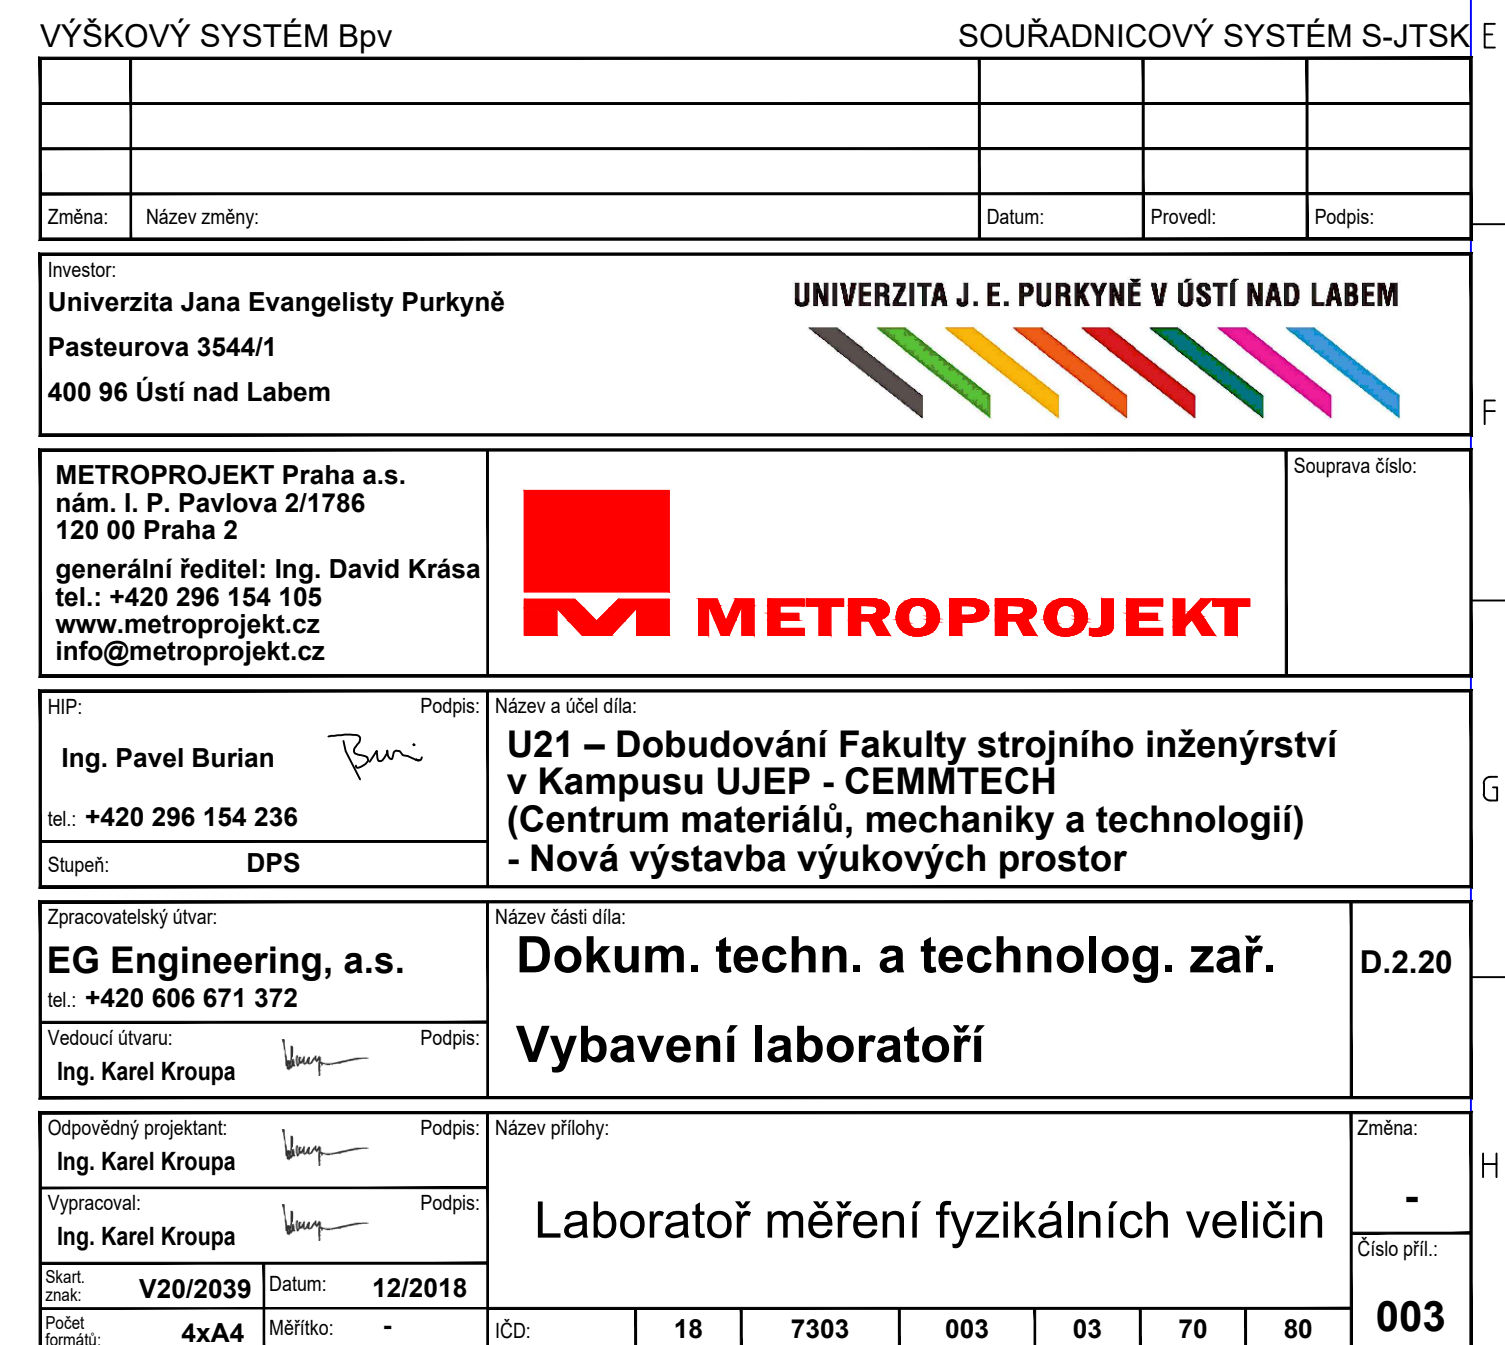 VÝŠKOVÝ SYSTÉM Bpv
SOUŘADNICOVÝ SYSTÉM S-JTSK
E
Změna:
Název změny:
Datum:
Provedl:
Podpis:
Investor:
Univerzita Jana Evangelisty Purkyně
Pasteurova 3544/1
400 96 Ústí nad Labem
UNIVERZITA J. E. PURKYNĚ V ÚSTÍ NAD LABEM
F
METROPROJEKT Praha a.s.
nám. I. P. Pavlova 2/1786
120 00 Praha 2
generální ředitel: Ing. David Krása
tel.: +420 296 154 105
www.metroprojekt.cz
info@metroprojekt.cz
METROPROJEKT
Souprava číslo:
HIP:
Podpis:
Ing. Pavel Burian
tel.: +420 296 154 236
Stupeň:
DPS
Název a účel díla:
U21 – Dobudování Fakulty strojního inženýrství
v Kampusu UJEP - CEMMTECH
(Centrum materiálů, mechaniky a technologií)
- Nová výstavba výukových prostor
G
Zpracovatelský útvar:
EG Engineering, a.s.
tel.: +420 606 671 372
Vedoucí útvaru:
Podpis:
Ing. Karel Kroupa
Název části díla:
Dokum. techn. a technolog. zař.
Vybavení laboratoří
D.2.20
Odpovědný projektant:
Podpis:
Ing. Karel Kroupa
Vypracoval:
Podpis:
Ing. Karel Kroupa
Název přílohy:
Laboratoř měření fyzikálních veličin
Změna:
-
H
Číslo příl.:
003
Skart.
znak:
V20/2039
Datum:
12/2018
Počet
formátů:
4xA4
Měřítko:
-
IČD:
18
7303
003
03
70
80